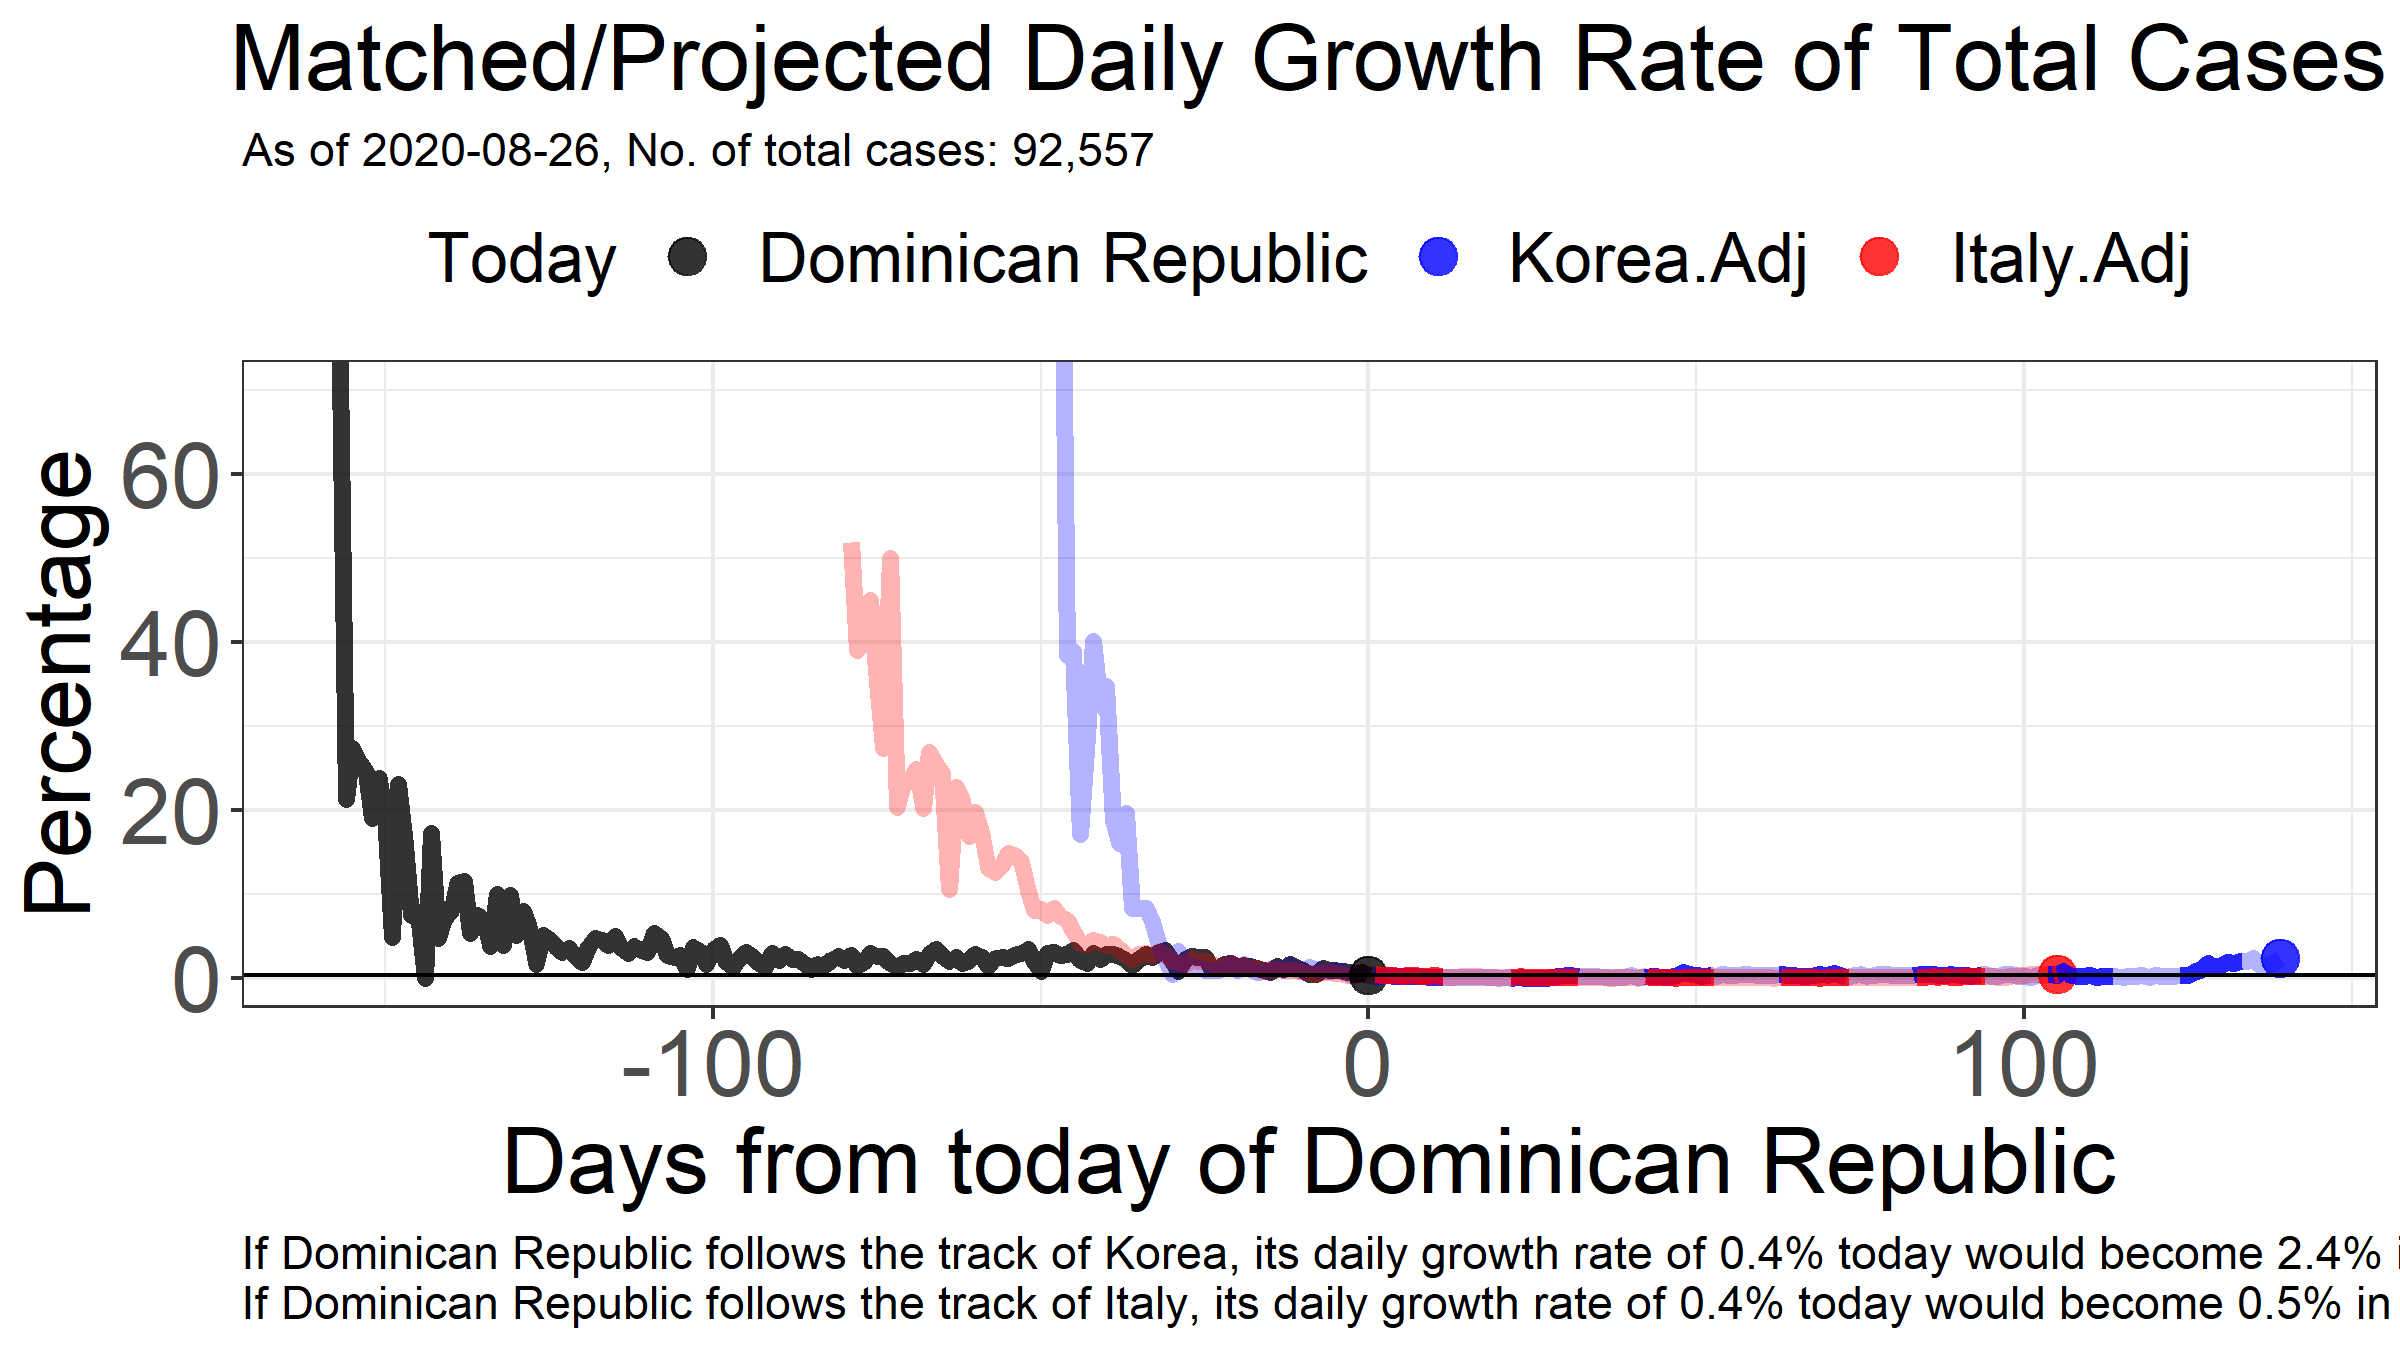 Matched/Projected Daily Growth Rate of Total Cases
As of 2020-08-26, No. of total cases: 92,557
Today Dominican Republic Korea.Adj Italy.Adj
Percentage
60
40
20
0
-100 0 100
Days from today of Dominican Republic
If Dominican Republic follows the track of Korea, its daily growth rate of 0.4% today would become 2.4%
If Dominican Republic follows the track of Italy, its daily growth rate of 0.4% today would become 0.5% in